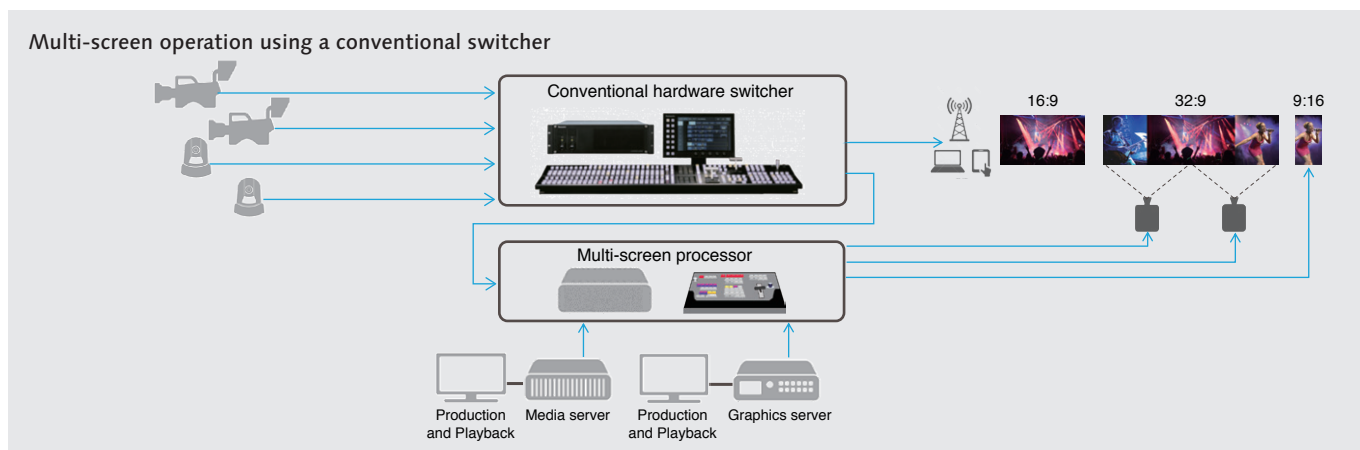 Multi-screen operation using a conventional switcher
Conventional hardware switcher
16:9
32:9
9:16
Multi-screen processor
Production
and Playback
Media server
Production
and Playback
Graphics server